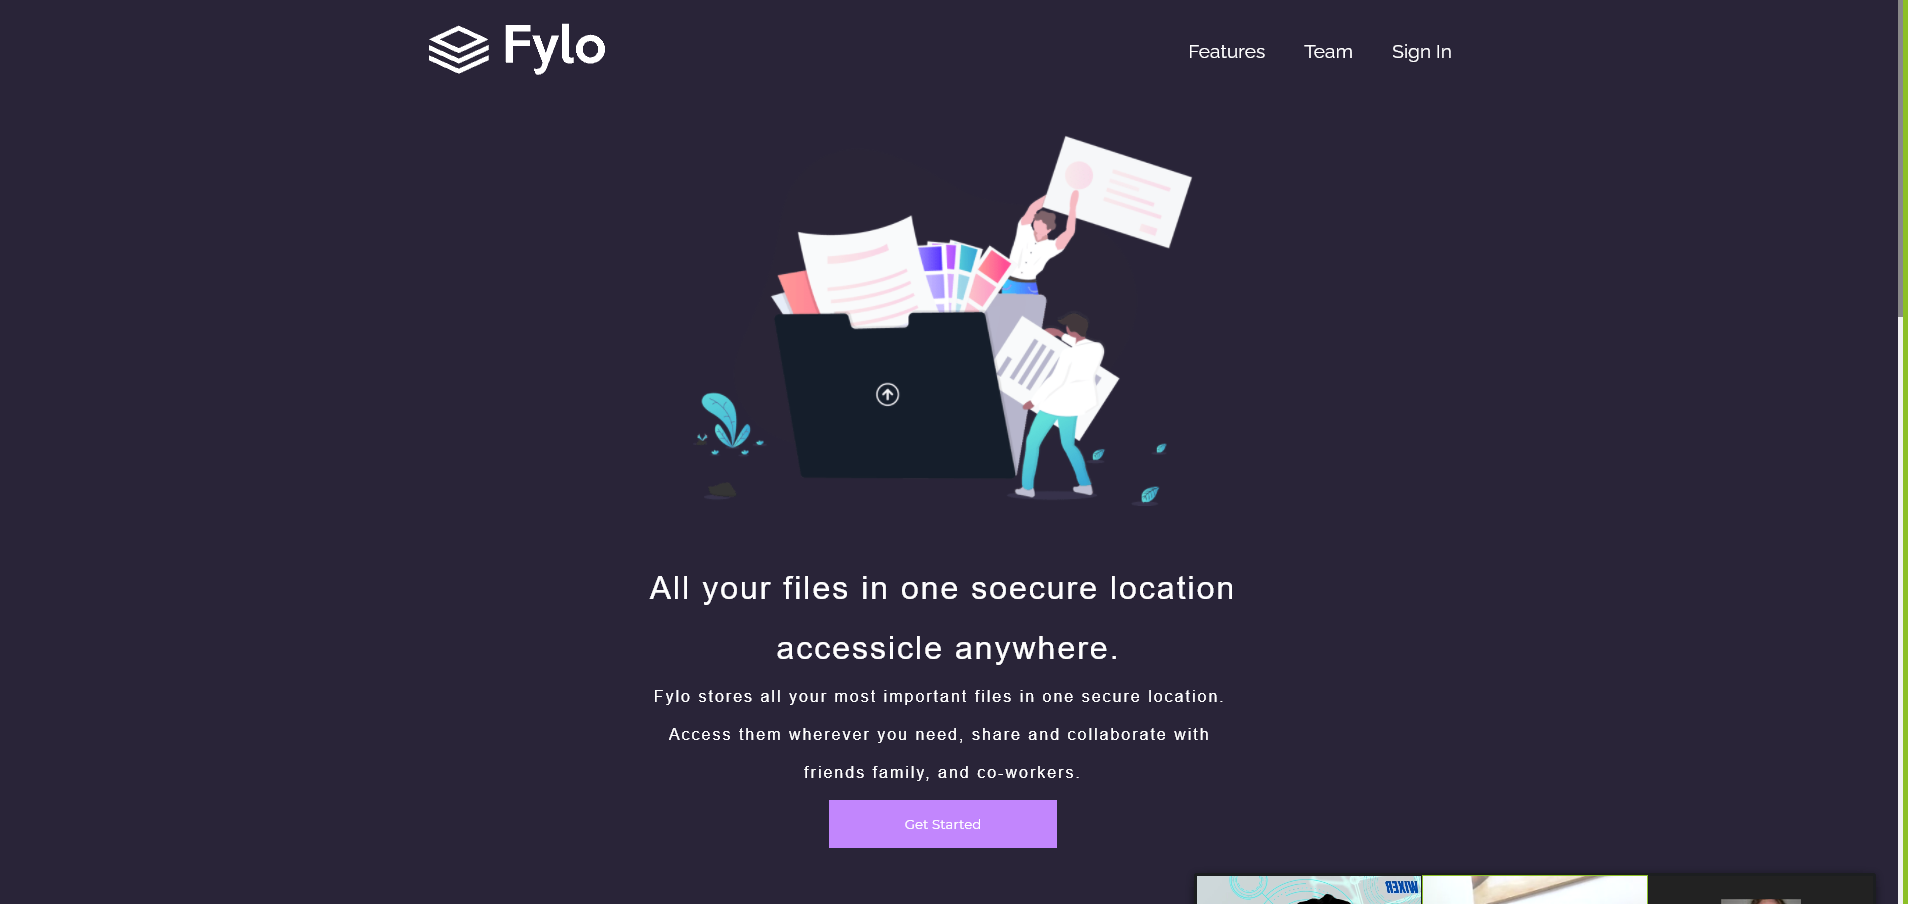 Fylo
Features Team Sign In
All your files in one soecure location
accessicle anywhere.
Fylo stores all your most important files in one secure location.
Access them wherever you need, share and collaborate with
friends family, and co-workers.
Get Started
MIXER